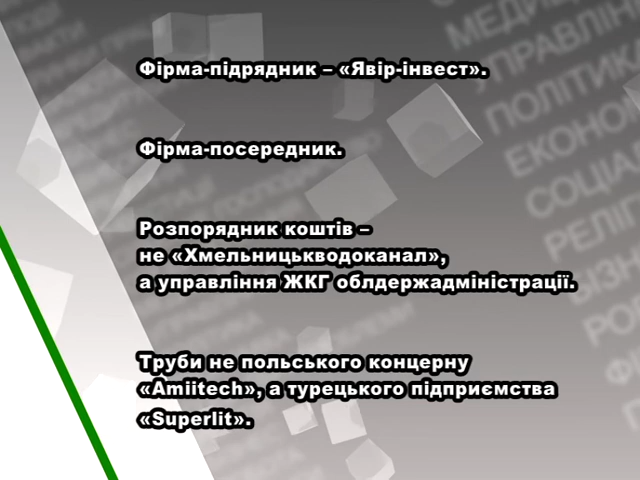 Фірма-підрядник – «Явір-інвест».
Фірма-посередник.
Розпорядник коштів –
не «Хмельницькводоканал»,
а управління ЖКГ облдержадміністрації.
Труби не польського концерну
«Amiitech», а турецького підприємства
«Superlit».
ПОЛІТИКА